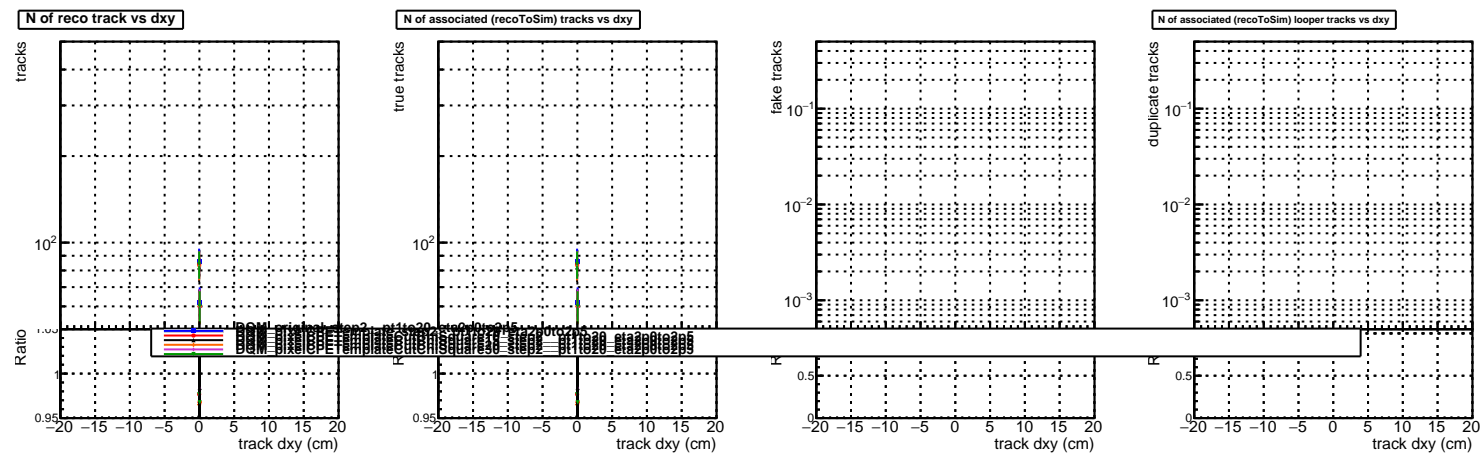 N of reco track vs dxy
tracks
10²
Ratio
1
0.95
−20 −15 −10 −5 0 5 10 15 20
track dxy (cm)
N of associated (recoToSim) tracks vs dxy
true tracks
10²
1
0.95
−20 −15 −10 −5 0 5 10 15 20
track dxy (cm)
fake tracks
10⁻¹
10⁻²
10⁻³
0.5
0
−20 −15 −10 −5 0 5 10 15 20
track dxy (cm)
N of associated (recoToSim) looper tracks vs dxy
duplicate tracks
10⁻¹
10⁻²
10⁻³
0.5
0
−20 −15 −10 −5 0 5 10 15 20
track dxy (cm)